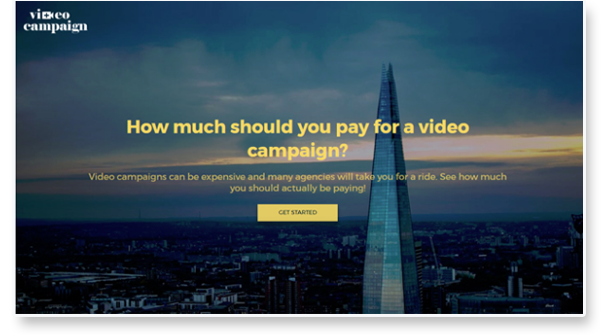 video
campaign
How much should you pay for a video
campaign?
Video campaigns can be expensive and many agencies will take you for a ride. See how much
you should actually be paying!
GET STARTED